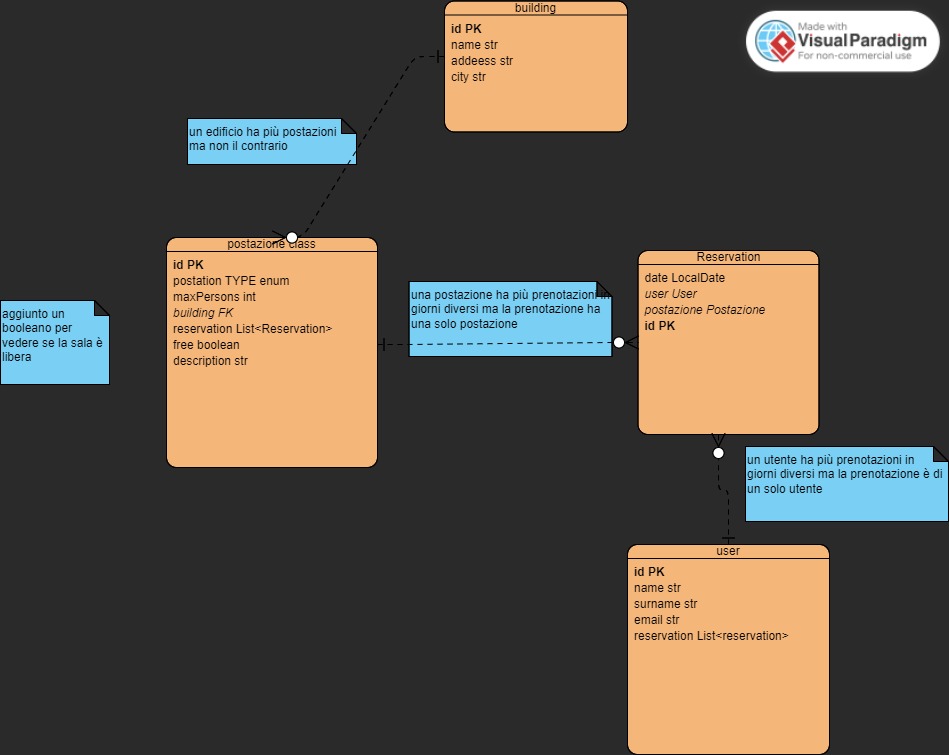 building
id PK
name str
addeess str
city str
Made with
Visual Paradigm
For non-commercial use
un edificio ha più postazioni
ma non il contrario
postazione class
id PK
postation TYPE enum
maxPersons int
building FK
reservation List<Reservation>
free boolean
description str
aggiunto un
booleano per
vedere se la sala è
libera
una postazione ha più prenotazioni in
giorni diversi ma la prenotazione ha
una solo postazione
Reservation
date LocalDate
user User
postazione Postazione
id PK
un utente ha più prenotazioni in
giorni diversi ma la prenotazione è di
un solo utente
user
id PK
name str
surname str
email str
reservation List<reservation>